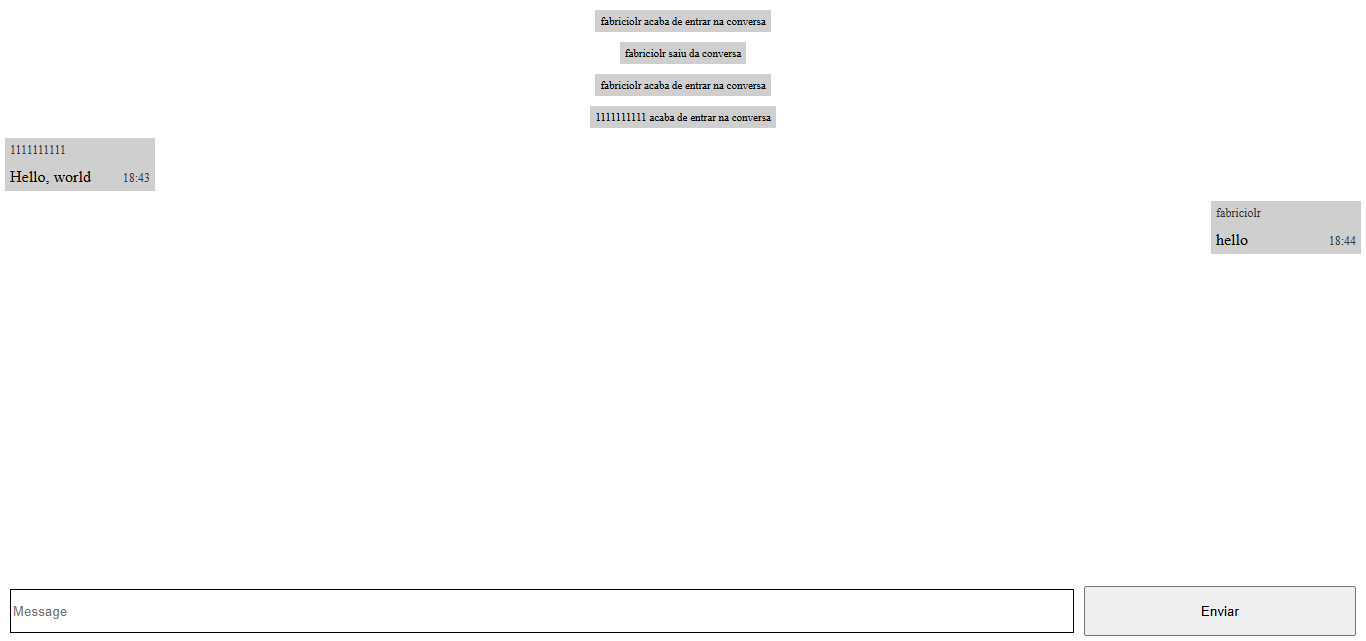 fabriciolr acaba de entrar na conversa
fabriciolr saiu da conversa
fabriciolr acaba de entrar na conversa
1111111111 acaba de entrar na conversa
1111111111
Hello, world 18:43
fabriciolr
hello 18:44
Message Enviar